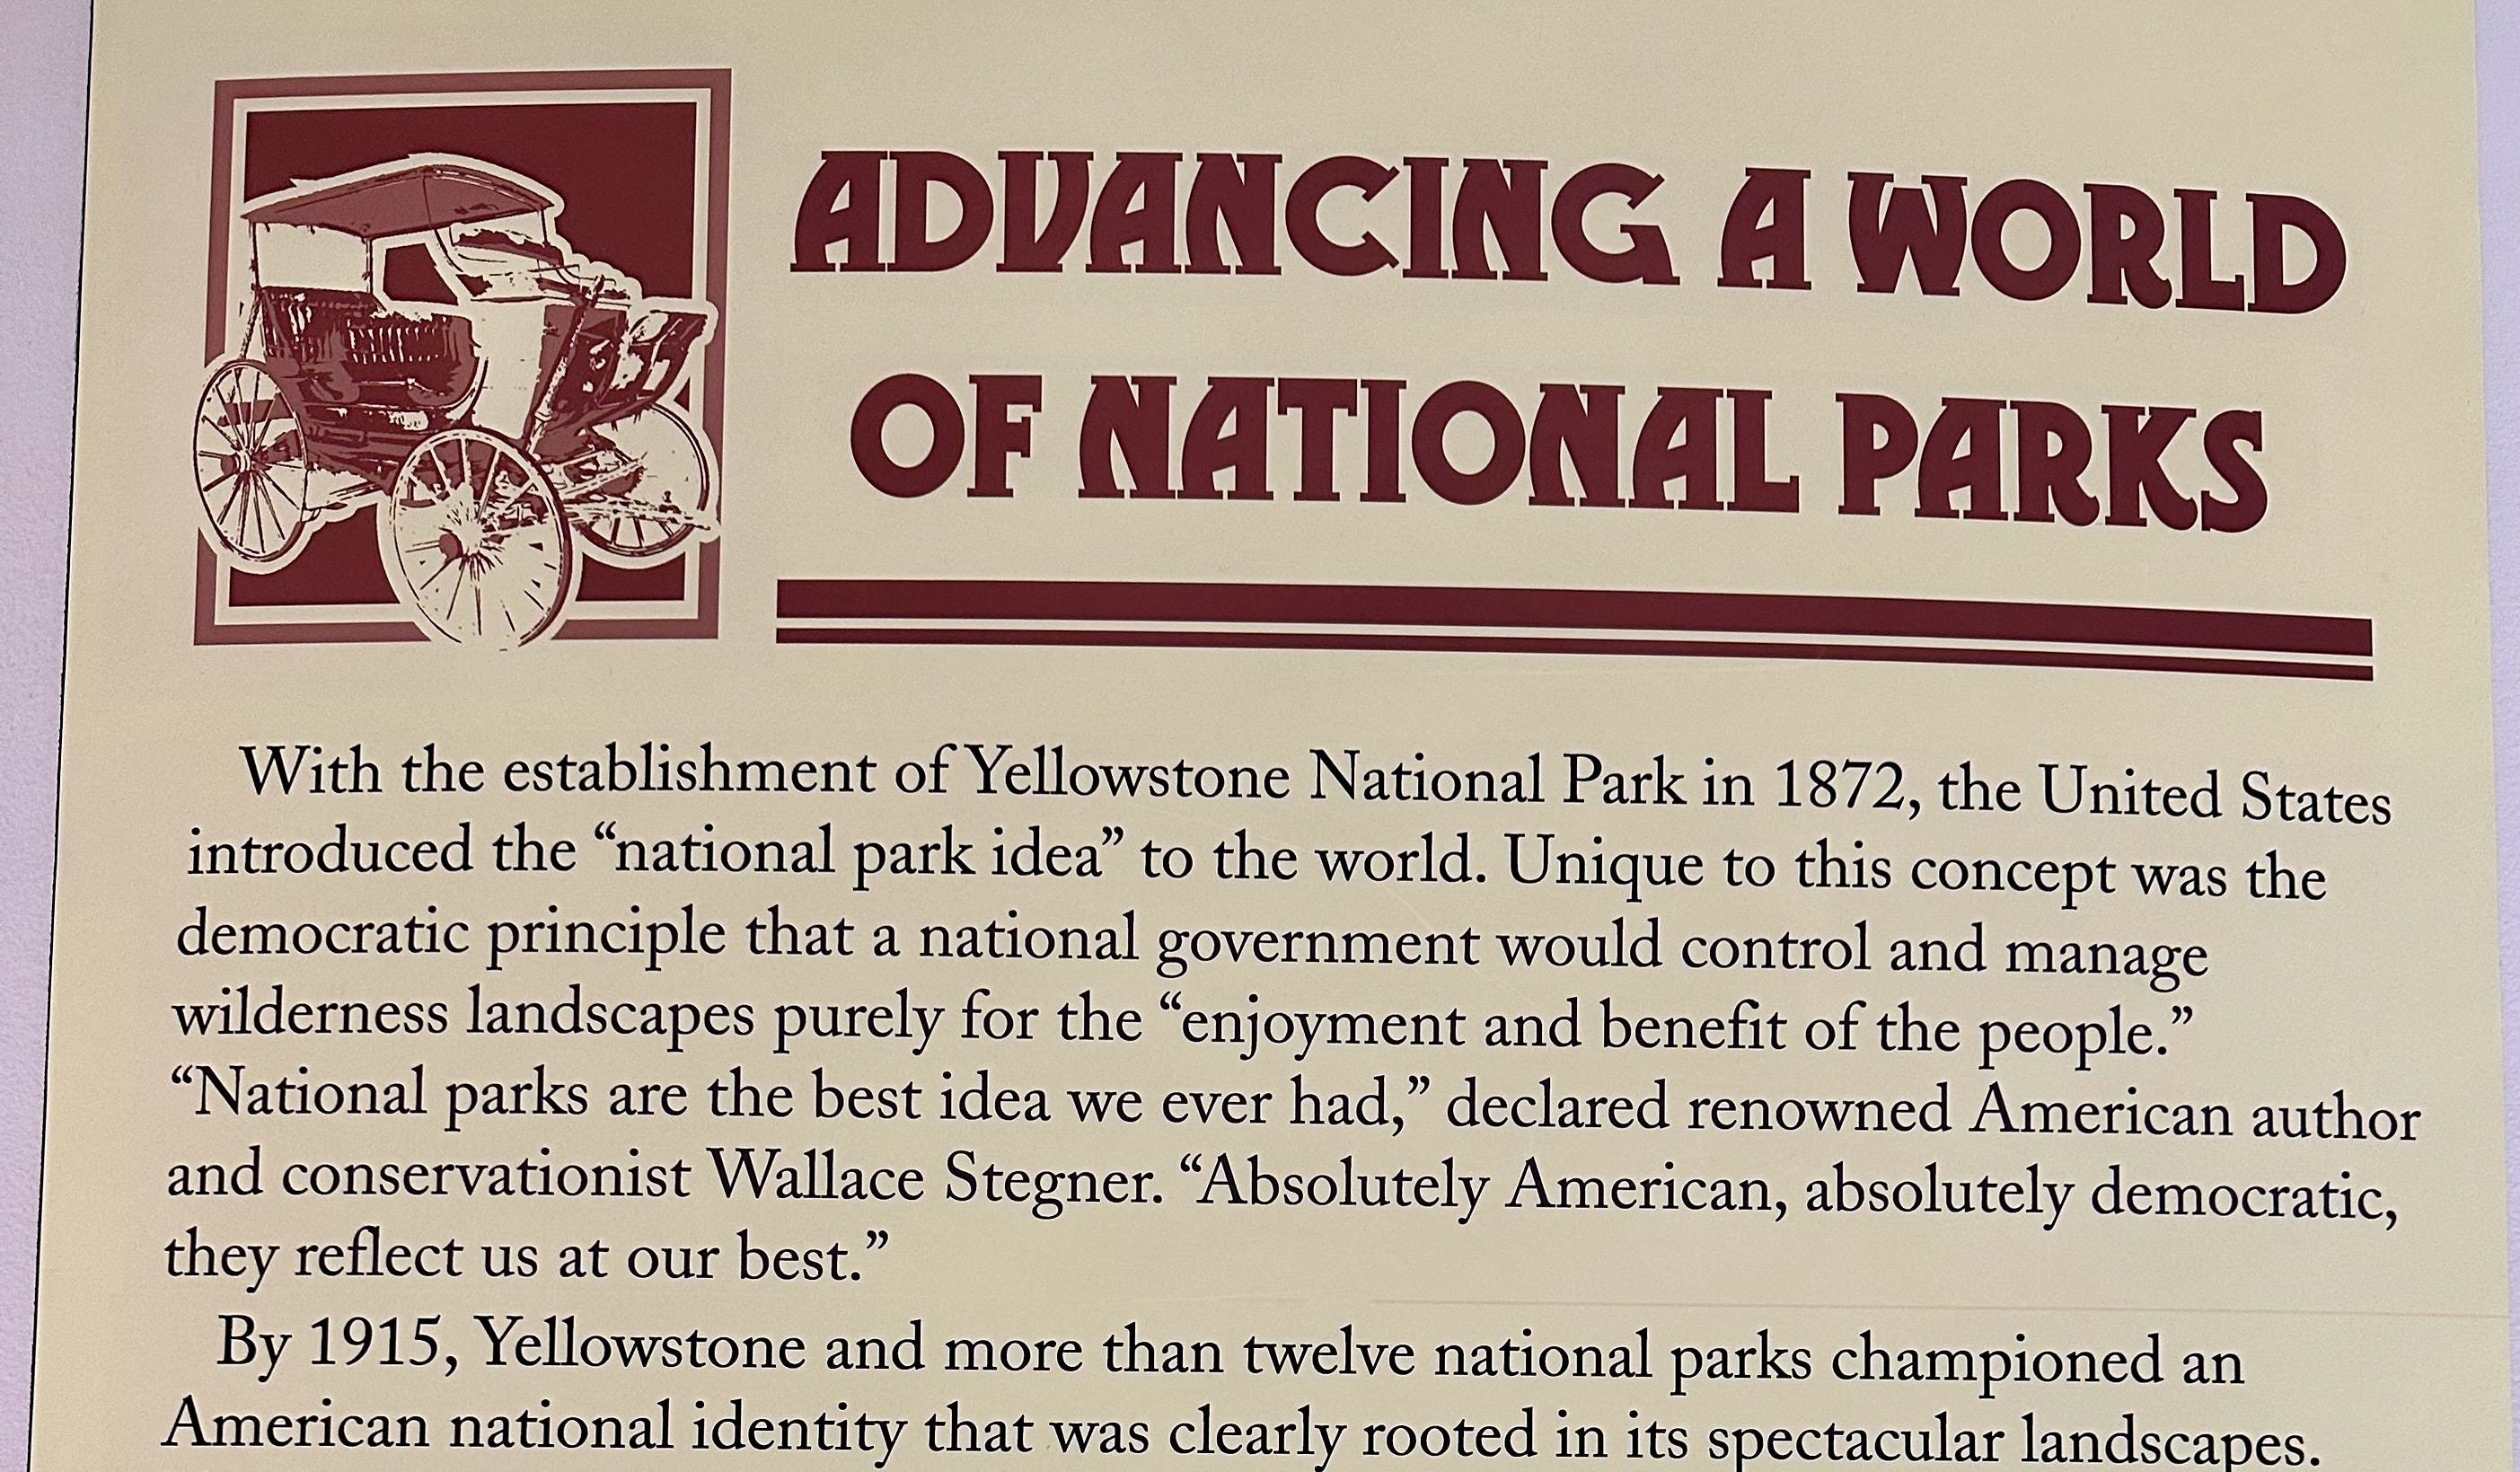 ADVANCING A WORLD
OF NATIONAL PARKS
With the establishment of Yellowstone National Park in 1872, the United States
introduced the “national park idea” to the world. Unique to this concept was the
democratic principle that a national government would control and manage
wilderness landscapes purely for the “enjoyment and benefit of the people.”
“National parks are the best idea we ever had,” declared renowned American author
and conservationist Wallace Stegner. “Absolutely American, absolutely democratic,
they reflect us at our best.”
By 1915, Yellowstone and more than twelve national parks championed an
American national identity that was clearly rooted in its spectacular landscapes.